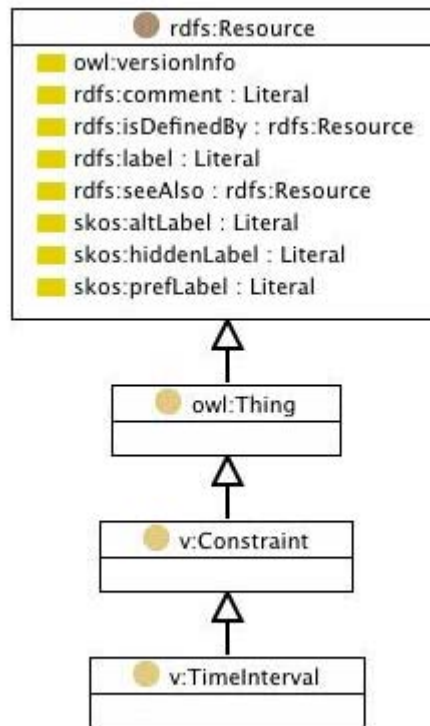 rdfs:Resource
owl:versionInfo
rdfs:comment : Literal
rdfs:isDefinedBy : rdfs:Resource
rdfs:label : Literal
rdfs:seeAlso : rdfs:Resource
skos:altLabel : Literal
skos:hiddenLabel : Literal
skos:prefLabel : Literal
owl:Thing
v:Constraint
v:TimeInterval